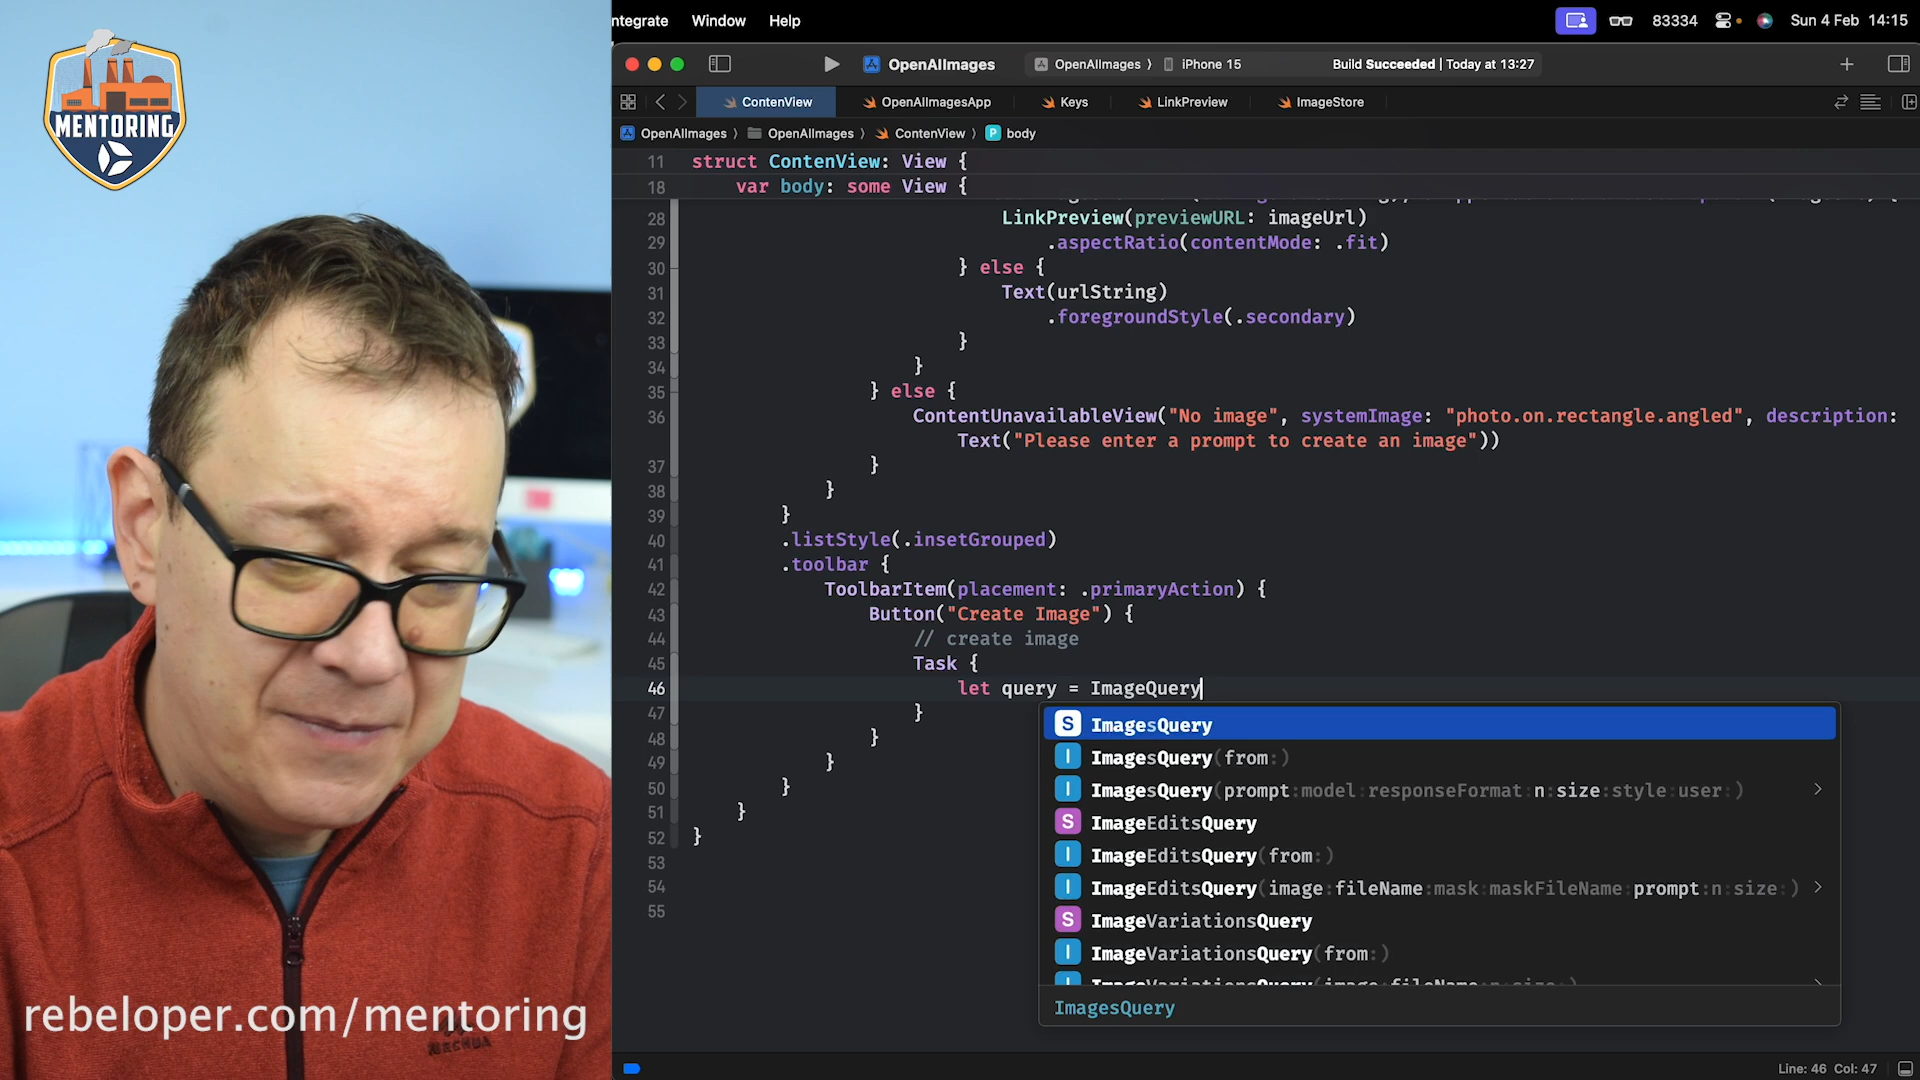 MENTORING
rebeloper.com/mentoring
ntegrate Window Help
83334 Sun 4 Feb 14:15
OpenAIImages OpenAIImages 〉 iPhone 15 Build Succeeded | Today at 13:27
ContenView OpenAIImagesApp Keys LinkPreview ImageStore
OpenAIImages 〉 OpenAIImages 〉 ContenView 〉 P body
11 struct ContenView: View {
18 var body: some View {
28 LinkPreview(previewURL: imageUrl)
29 .aspectRatio(contentMode: .fit)
30 } else {
31 Text(urlString)
32 .foregroundStyle(.secondary)
33 }
34 }
35 } else {
36 ContentUnavailableView("No image", systemImage: "photo.on.rectangle.angled", description:
Text("Please enter a prompt to create an image"))
37 }
38 }
39 }
40 .listStyle(.insetGrouped)
41 .toolbar {
42 ToolbarItem(placement: .primaryAction) {
43 Button("Create Image") {
44 // create image
45 Task {
46 let query = ImageQuery
47 }
48 }
49 }
50 }
51 }
52 }
53
54
55
S ImagesQuery
I ImagesQuery(from:)
I ImagesQuery(prompt:model:responseFormat:n:size:style:user:)
S ImageEditsQuery
I ImageEditsQuery(from:)
I ImageEditsQuery(image:fileName:mask:maskFileName:prompt:n:size:)
S ImageVariationsQuery
I ImageVariationsQuery(from:)
I ImageVariationsQuery(image:fileName:n:size:)
ImagesQuery
Line: 46 Col: 47